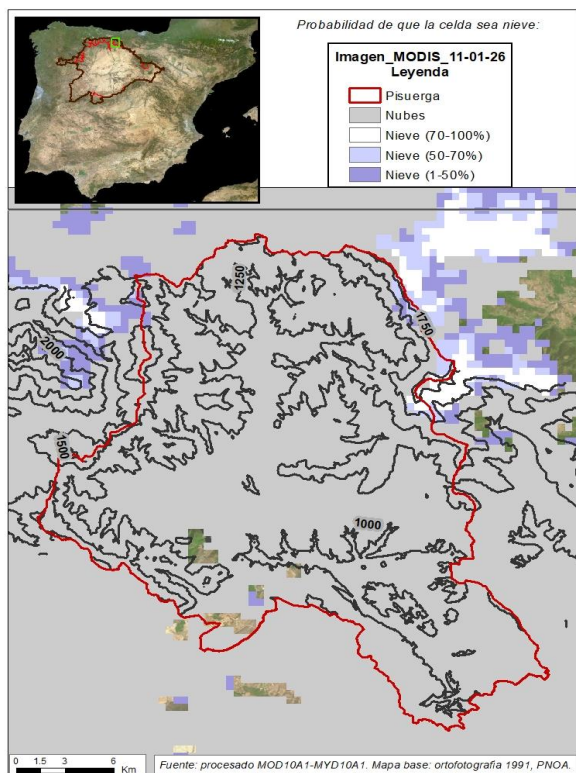 Probabilidad de que la celda sea nieve:
Imagen_MODIS_11-01-26
Leyenda
Pisuerga
Nubes
Nieve (70-100%)
Nieve (50-70%)
Nieve (1-50%)
1250
1750
2000
1500
1000
0 1.5 3 6
Km
Fuente: procesado MOD10A1-MYD10A1. Mapa base: ortofotografia 1991, PNOA.